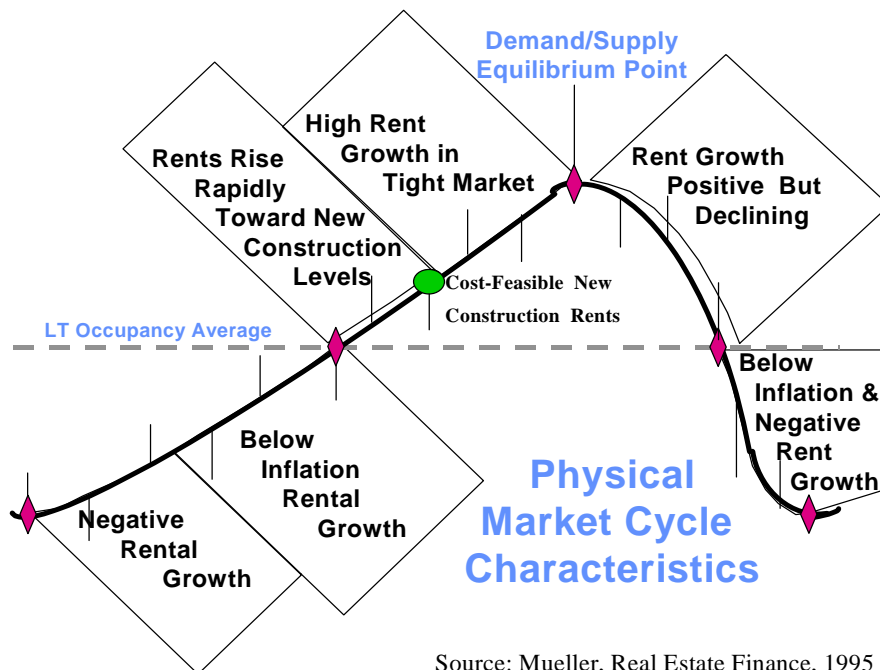 Demand/Supply
Equilibrium Point
High Rent
Growth in
Tight Market
Rents Rise
Rapidly
Toward New
Construction
Levels
Rent Growth
Positive But
Declining
Cost-Feasible New
Construction Rents
LT Occupancy Average
Below
Inflation &
Negative
Rent
Growth
Below
Inflation
Rental
Growth
Negative
Rental
Growth
Physical
Market Cycle
Characteristics
Source: Mueller, Real Estate Finance, 1995